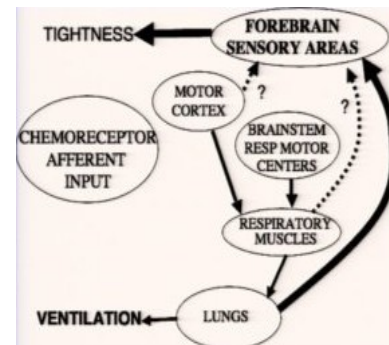 TIGHTNESS
FOREBRAIN
SENSORY AREAS
MOTOR
CORTEX
?
?
CHEMORECEPTOR
AFFERENT
INPUT
BRAINSTEM
RESP MOTOR
CENTERS
RESPIRATORY
MUSCLES
VENTILATION
LUNGS